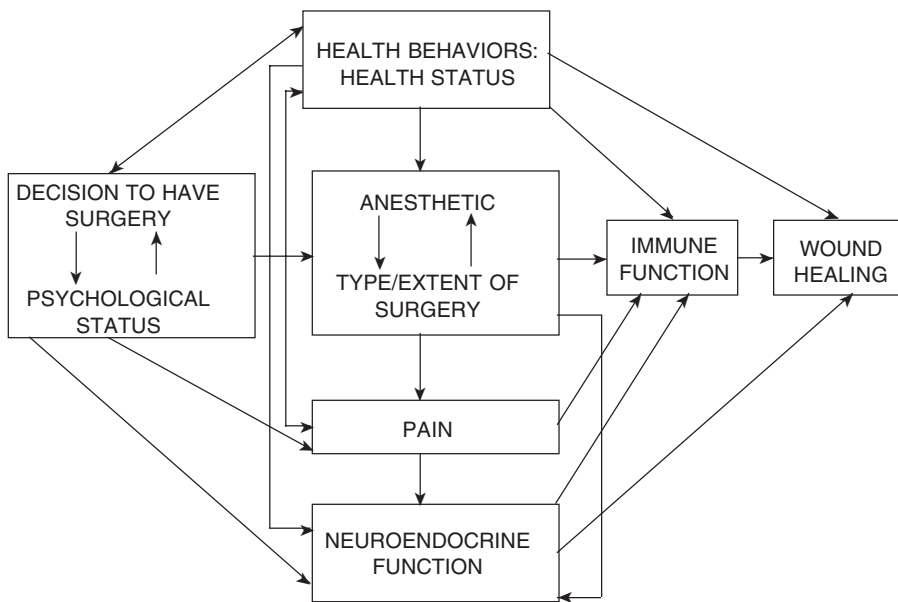 HEALTH BEHAVIORS:
HEALTH STATUS
DECISION TO HAVE
SURGERY
PSYCHOLOGICAL
STATUS
ANESTHETIC
TYPE/EXTENT OF
SURGERY
IMMUNE
FUNCTION
WOUND
HEALING
PAIN
NEUROENDOCRINE
FUNCTION